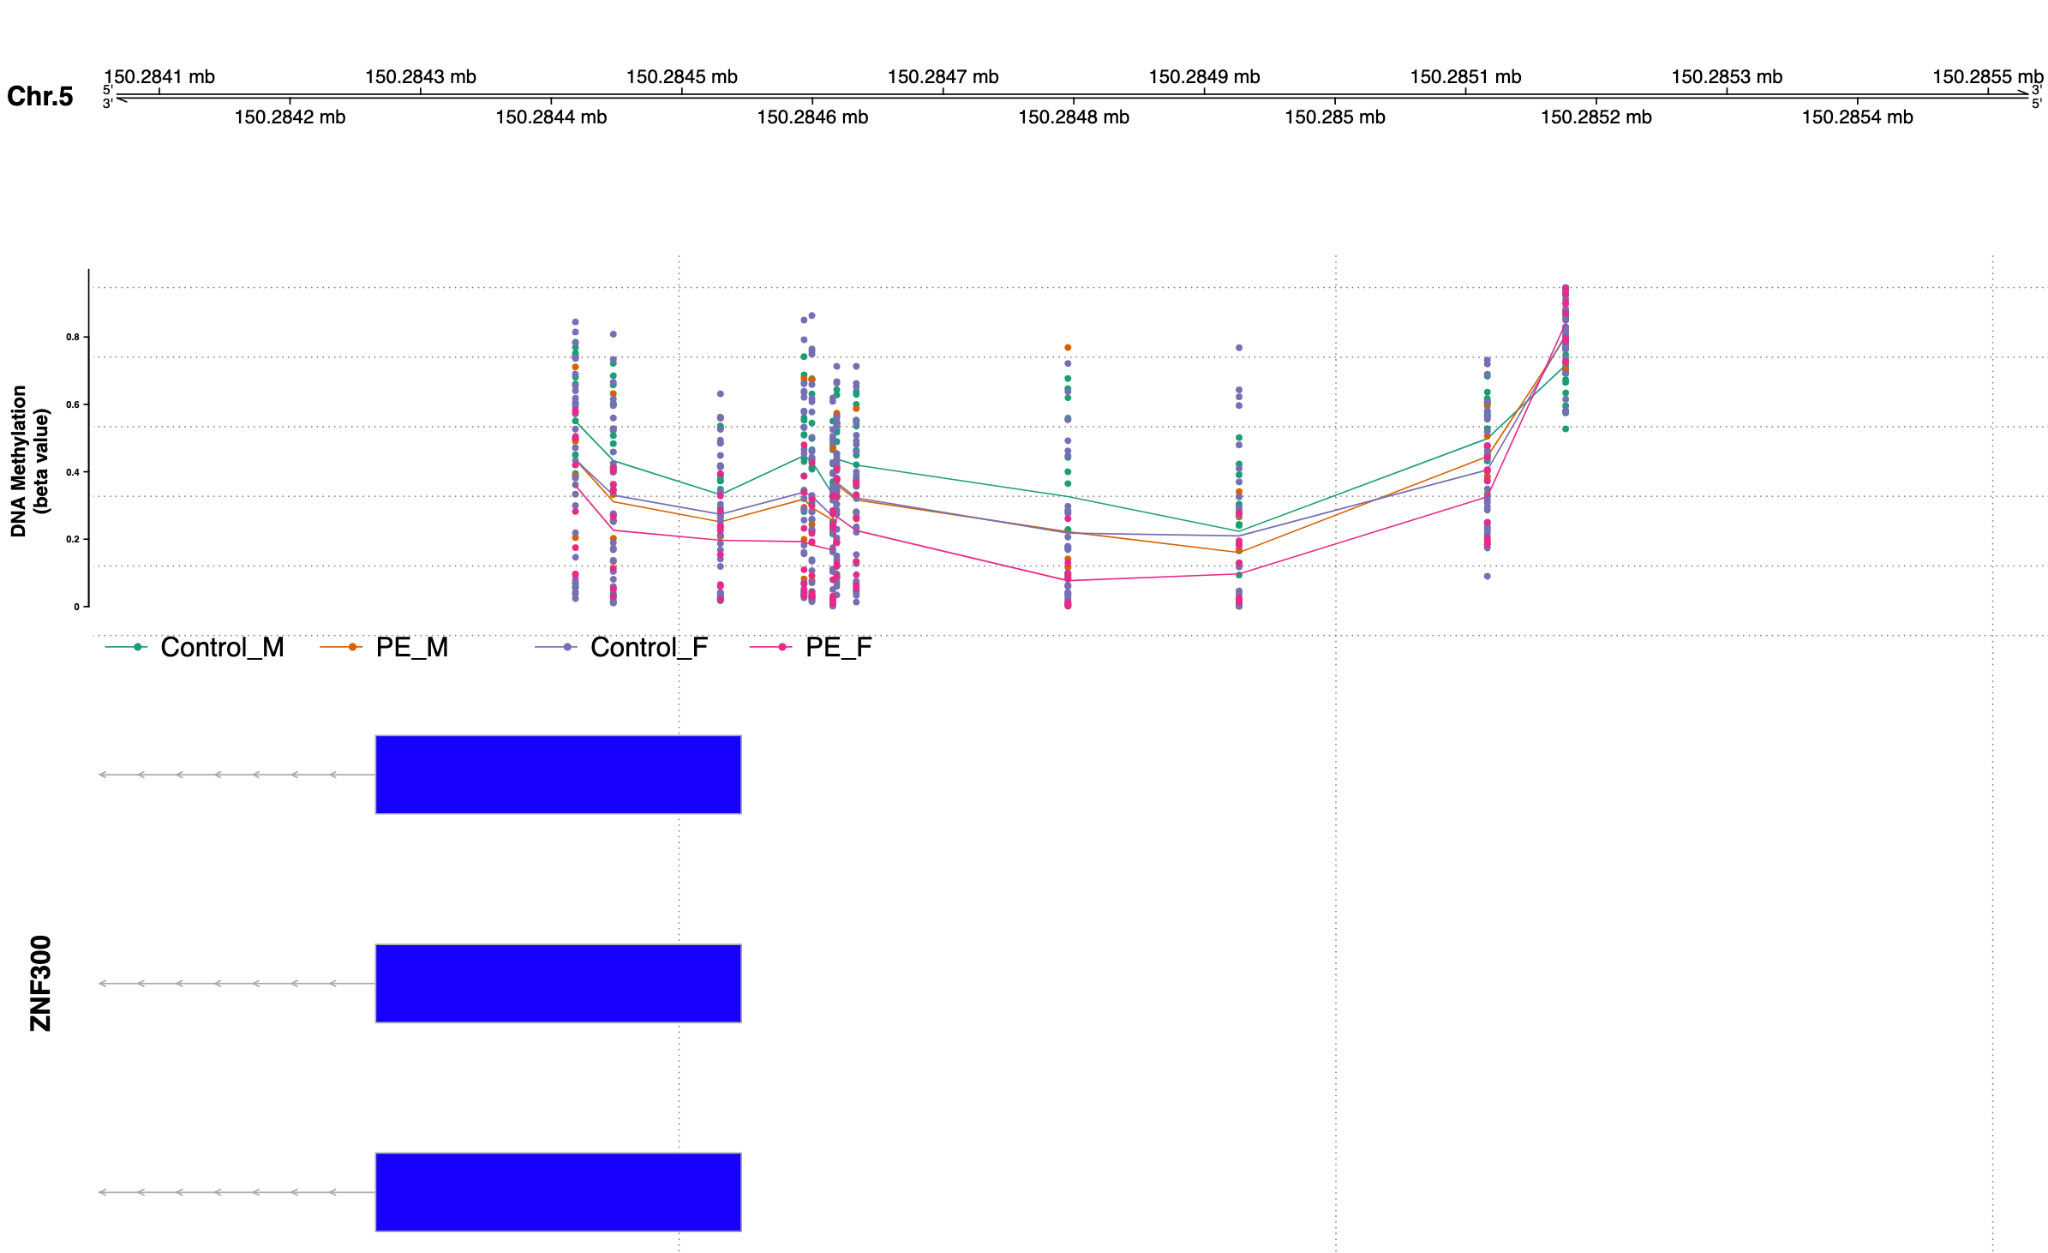 150.2841 mb 150.2843 mb 150.2845 mb 150.2847 mb 150.2849 mb 150.2851 mb 150.2853 mb 150.2855 mb
Chr.5
5' 3'
3' 5'
150.2842 mb 150.2844 mb 150.2846 mb 150.2848 mb 150.285 mb 150.2852 mb 150.2854 mb
DNA Methylation
(beta value)
0.8
0.6
0.4
0.2
0
Control_M PE_M Control_F PE_F
ZNF300